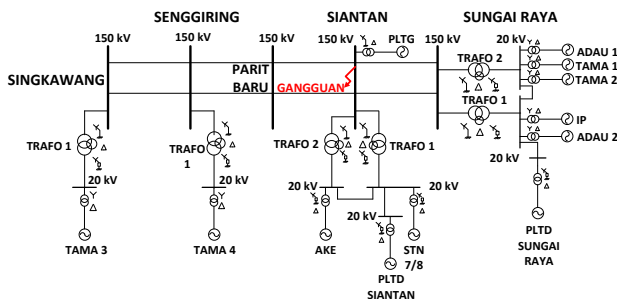 SENGGIRING
SIANTAN
SUNGAI RAYA
150 kV
150 kV
150 kV
150 kV
150 kV
20 kV
PLTG
ADAU 1
TAMA 1
TAMA 2
TRAFO 2
SINGKAWANG
PARIT
BARU
GANGGUAN
TRAFO 1
IP
ADAU 2
20 kV
TRAFO 1
TRAFO
1
TRAFO 2
TRAFO 1
20 kV
20 kV
20 kV
20 kV
20 kV
TAMA 3
TAMA 4
AKE
STN
7/8
PLTD
SIANTAN
PLTD
SUNGAI
RAYA